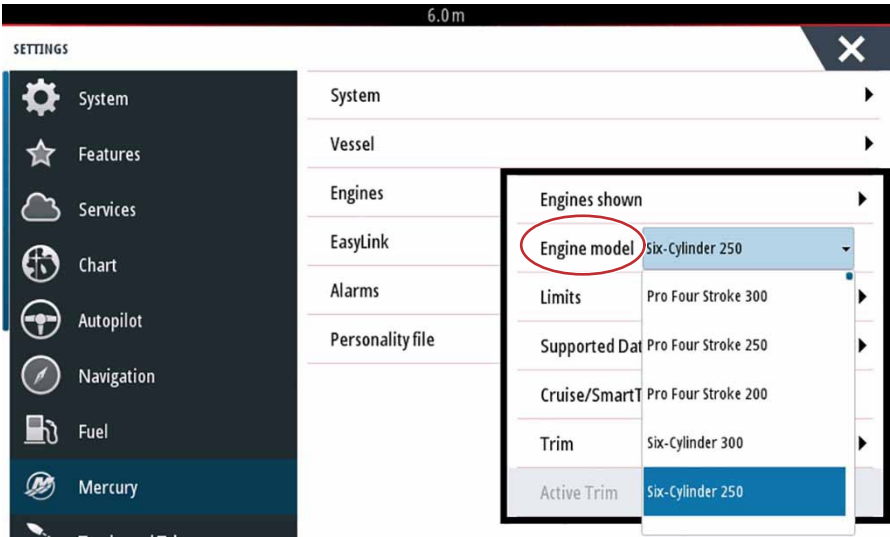 6.0 m
SETTINGS
System
Features
Services
Chart
Autopilot
Navigation
Fuel
Mercury
System
Vessel
Engines
EasyLink
Alarms
Personality file
Engines shown
Engine model Six-Cylinder 250
Limits
Supported Dat
Cruise/SmartT
Trim
Active Trim
Pro Four Stroke 300
Pro Four Stroke 250
Pro Four Stroke 200
Six-Cylinder 300
Six-Cylinder 250